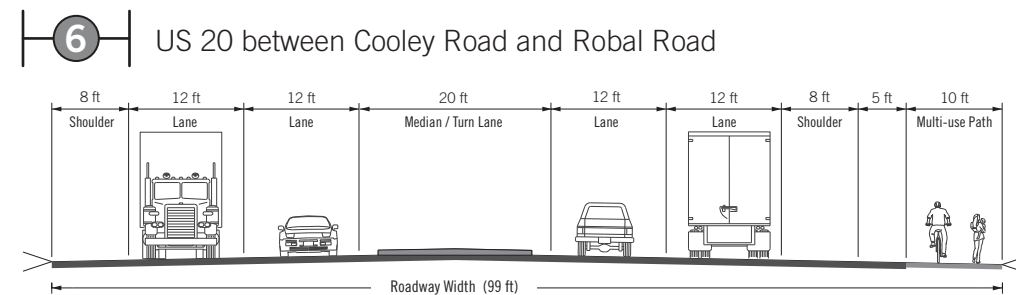 6 US 20 between Cooley Road and Robal Road
8 ft 12 ft 12 ft 20 ft 12 ft 12 ft 8 ft 5 ft 10 ft
Shoulder Lane Lane Median / Turn Lane Lane Lane Shoulder Multi-use Path
Roadway Width (99 ft)